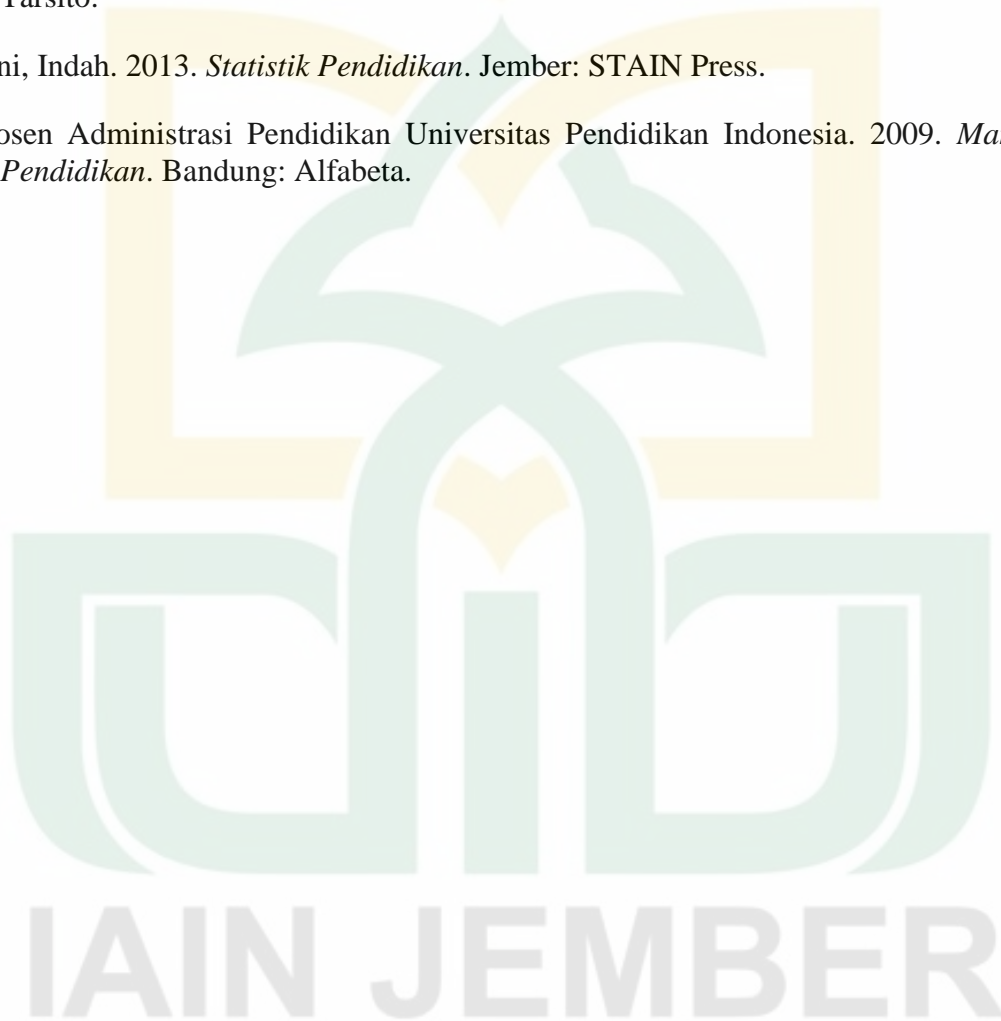 Tarsito.
ni, Indah. 2013. Statistik Pendidikan. Jember: STAIN Press.
osen Administrasi Pendidikan Universitas Pendidikan Indonesia. 2009.
Pendidikan. Bandung: Alfabeta.
IAIN JEMBER